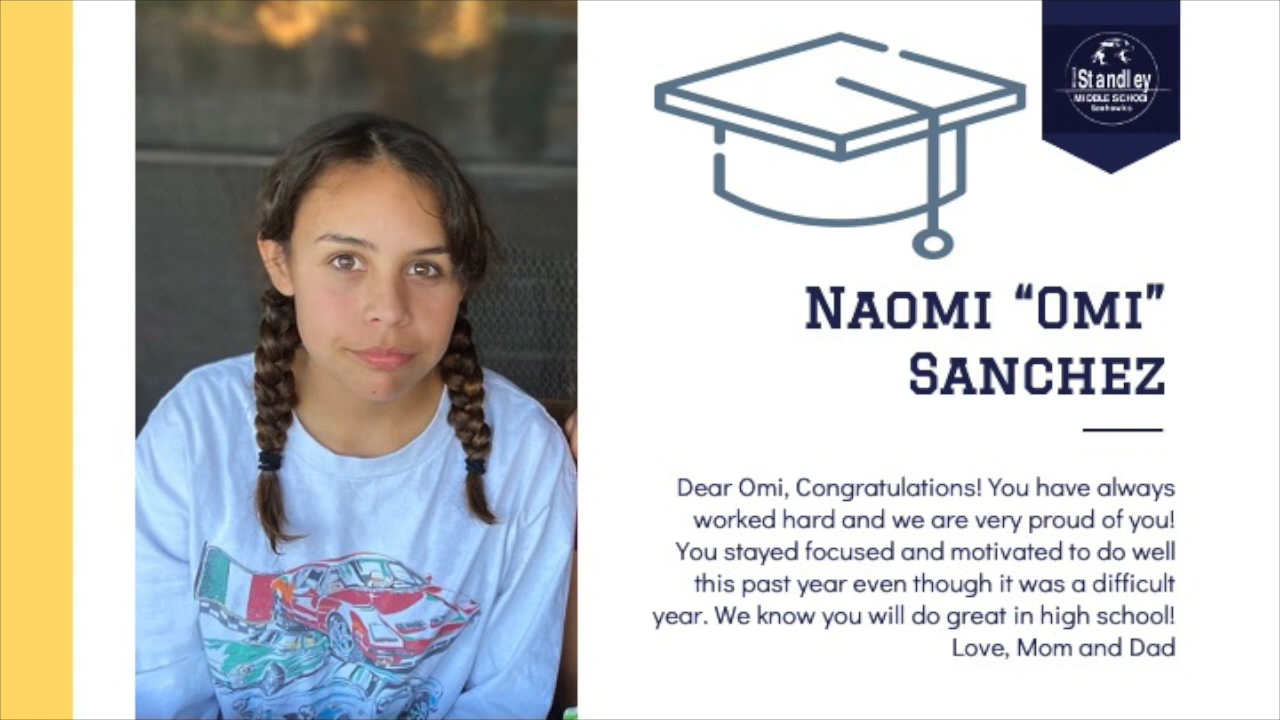 Standley
MIDDLE SCHOOL
Seahawks
NAOMI “OMI”
SANCHEZ
Dear Omi, Congratulations! You have always
worked hard and we are very proud of you!
You stayed focused and motivated to do well
this past year even though it was a difficult
year. We know you will do great in high school!
Love, Mom and Dad